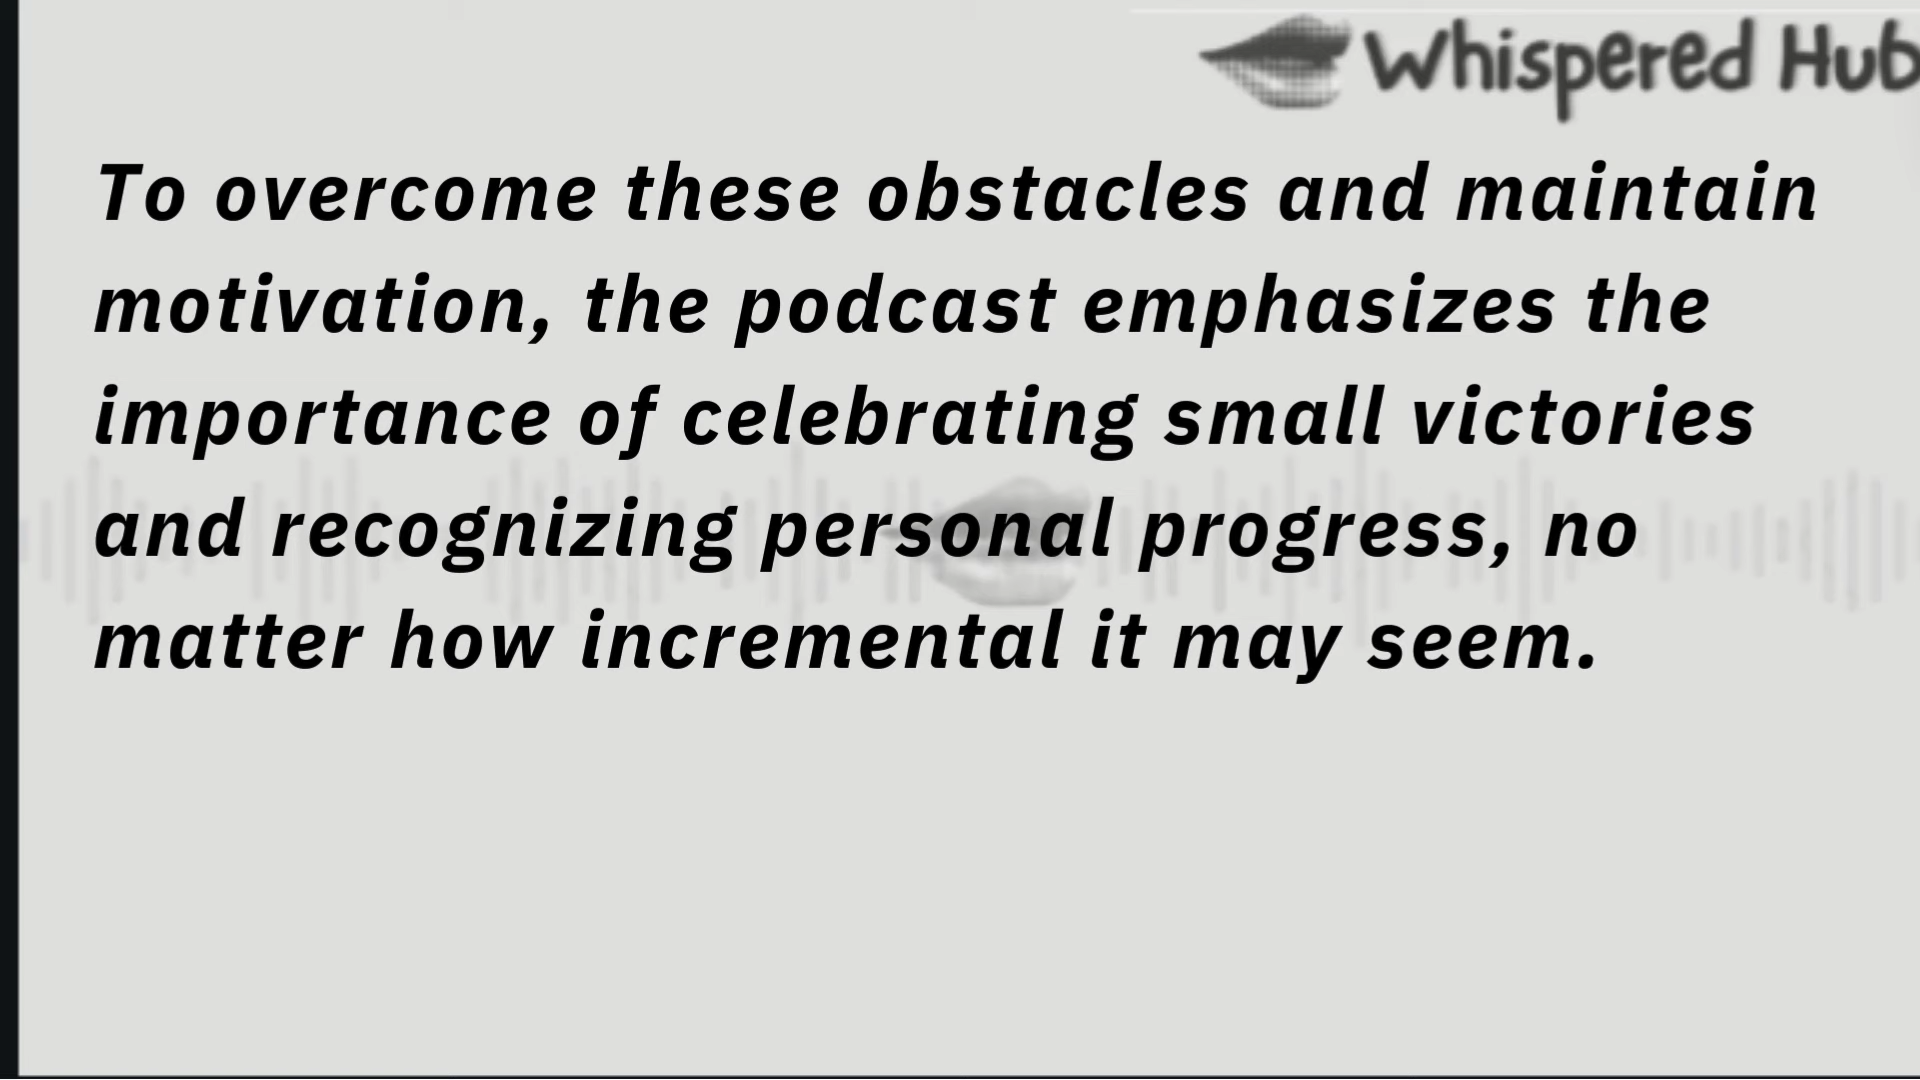 Whispered Hub
To overcome these obstacles and maintain
motivation, the podcast emphasizes the
importance of celebrating small victories
and recognizing personal progress, no
matter how incremental it may seem.